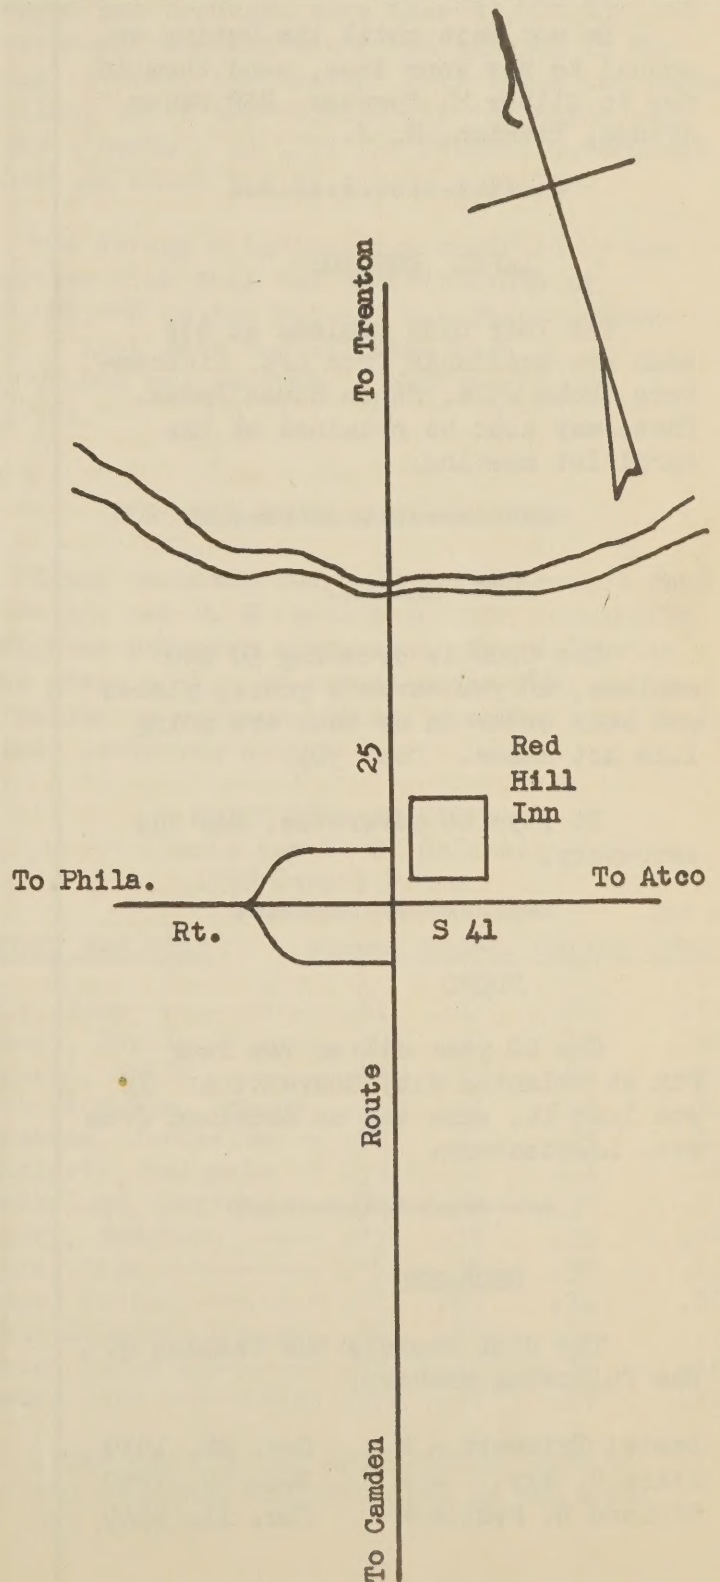 To Trenton
25
Red
Hill
Inn
To Phila.
To Atco
Rt.
S 41
Route
To Camden